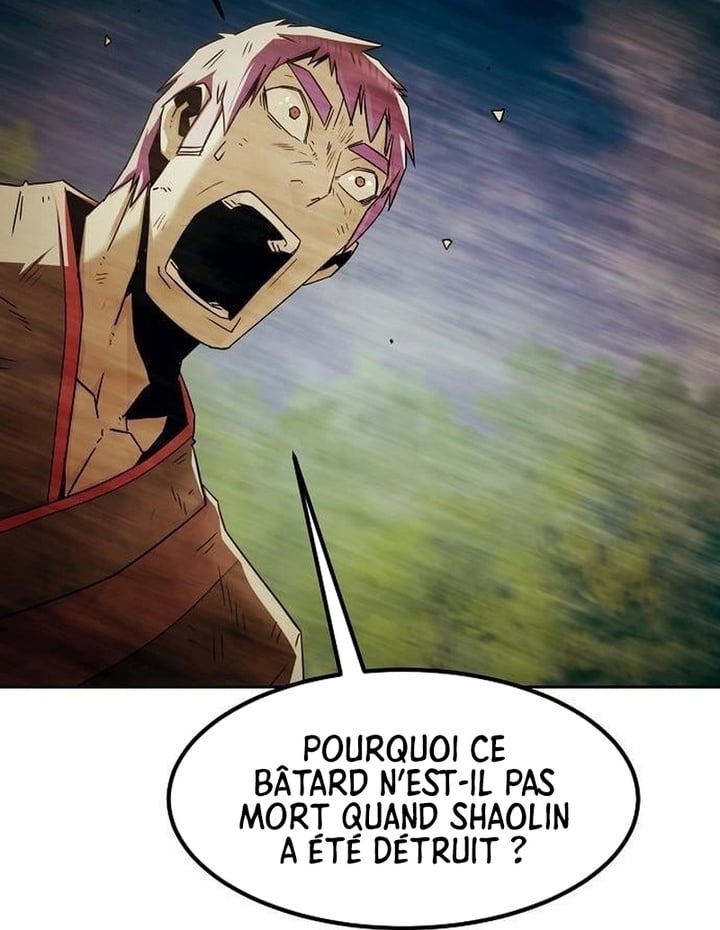 POURQUOI CE
BÂTARD N'EST-IL PAS
MORT QUAND SHAOLIN
A ÉTÉ DÉTRUIT ?